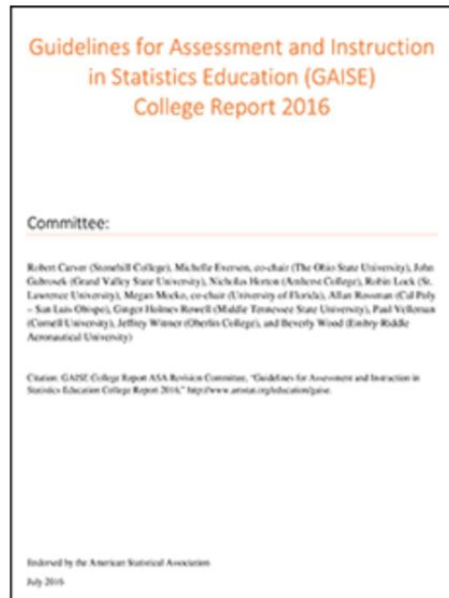 Guidelines for Assessment and Instruction
in Statistics Education (GAISE)
College Report 2016
Committee:
Robert Carver (Stonehill College), Michelle Everson, co-chair (The Ohio State University), John
Gabrosek (Grand Valley State University), Nicholas Horton (Amherst College), Robin Lock (St.
Lawrence University), Megan Mocko, co-chair (University of Florida), Allan Rossman (Cal Poly
– San Luis Obispo), Ginger Holmes Rowell (Middle Tennessee State University), Paul Velleman
(Cornell University), Jeffrey Witmer (Oberlin College), and Beverly Wood (Embry-Riddle
Aeronautical University)
Citation: GAISE College Report ASA Revision Committee, "Guidelines for Assessment and Instruction in
Statistics Education College Report 2016," http://www.amstat.org/education/gaise.
Endorsed by the American Statistical Association
July 2016